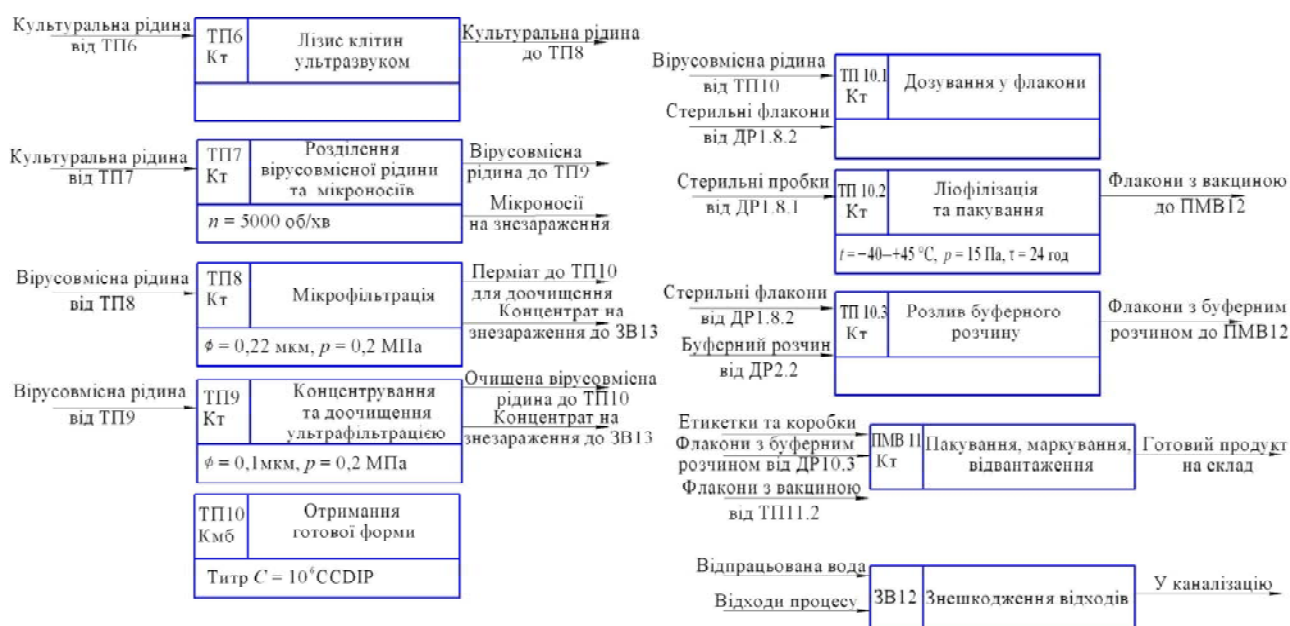 Культуральна рідина
від ТП6
ТП6
Кт
Лізис клітин
ультразвуком
Культуральна рідина
до ТП8
Культуральна рідина
від ТП7
ТП7
Кт
Розділення
вірусовмісної рідини
та мікроносіїв
n = 5000 об/хв
Вірусовмісна
рідина до ТП9
Мікроносії
на знезараження
Вірусовмісна рідина
від ТП8
ТП8
Кт
Мікрофільтрація
ϕ = 0,22 мкм, p = 0,2 МПа
Перміат до ТП10
для доочищення
Концентрат на
знезараження до ЗВ13
Вірусовмісна рідина
від ТП9
ТП9
Кт
Концентрування
та доочищення
ультрафільтрацією
ϕ = 0,1мкм, p = 0,2 МПа
Очищена вірусовмісна
рідина до ТП10
Концентрат на
знезараження до ЗВ13
ТП10
Кмб
Отримання
готової форми
Титр C = 10⁶CCDIP
Вірусовмісна рідина
від ТП10
Стерильні флакони
від ДР1.8.2
ТП 10.1
Кт
Дозування у флакони
Стерильні пробки
від ДР1.8.1
ТП 10.2
Кт
Ліофілізація
та пакування
t = −40–+45 °C, p = 15 Па, τ = 24 год
Флакони з вакциною
до ПМВ12
Стерильні флакони
від ДР1.8.2
Буферний розчин
від ДР2.2
ТП 10.3
Кт
Розлив буферного
розчину
Флакони з буферним
розчином до ПМВ12
Етикетки та коробки
Флакони з буферним
розчином від ДР10.3
Флакони з вакциною
від ТП11.2
ПМВ 11
Кт
Пакування, маркування,
відвантаження
Готовий продукт
на склад
Відпрацьована вода
Відходи процесу
ЗВ12
Знешкодження відходів
У каналізацію